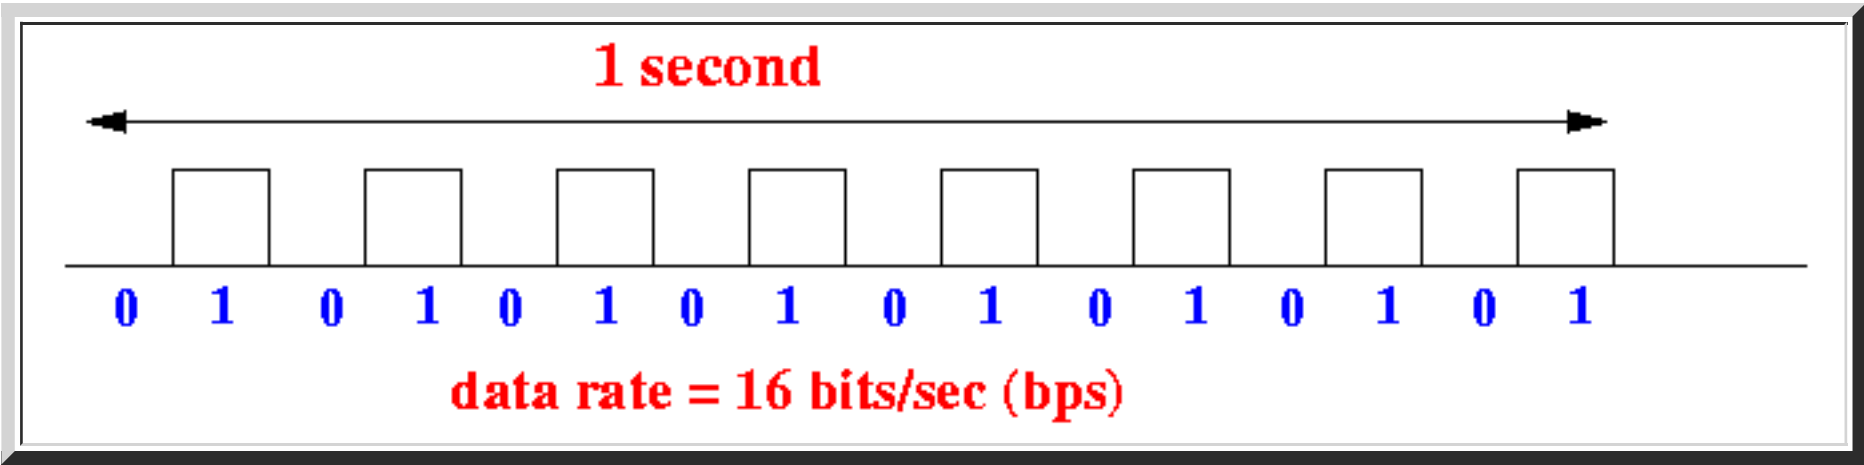 1 second
0 1 0 1 0 1 0 1 0 1 0 1 0 1 0 1
data rate = 16 bits/sec (bps)